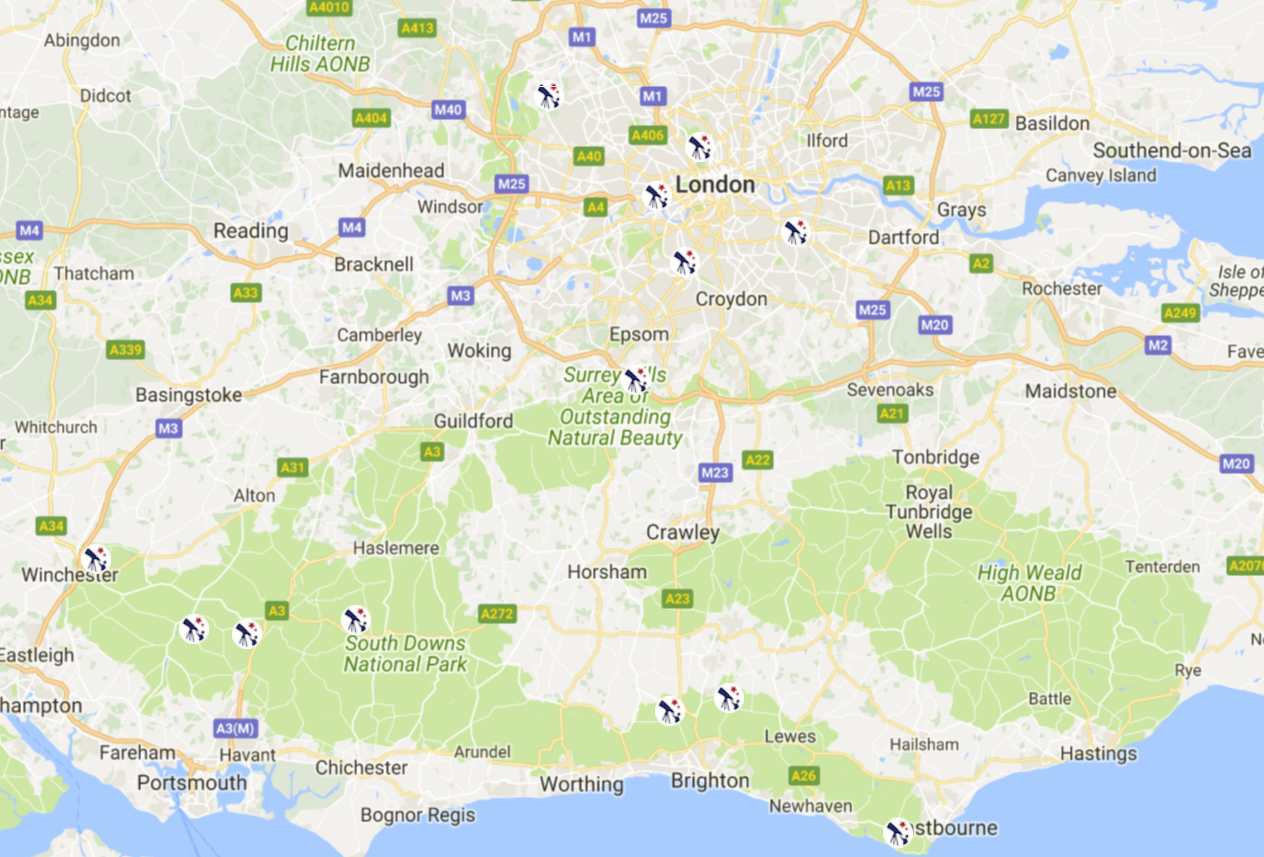 A4010
M25
A413
M1
Abingdon
Chiltern
Hills AONB
Didcot
M25
M1
M40
ntage
A404
A127
Basildon
A406
Ilford
Southend-on-Sea
A40
Maidenhead
Canvey Island
M25
London
A13
Windsor
A4
Grays
M4
Reading
M4
Dartford
ssex
ONB
Thatcham
Bracknell
A2
Isle of
Sheppe
A34
A33
M3
Croydon
Rochester
M25
A249
M20
Camberley
Epsom
A339
Woking
M2
Fave
Farnborough
Surrey Hills
Area of
Outstanding
Natural Beauty
Basingstoke
Sevenoaks
Maidstone
A21
Guildford
Whitchurch
M3
r
A3
Tonbridge
A31
M23
A22
M20
Alton
Royal
Tunbridge
Wells
A34
Crawley
Haslemere
Winchester
Horsham
High Weald
AONB
Tenterden
A2070
A3
A272
A23
South Downs
National Park
Eastleigh
Rye
hampton
Battle
A3(M)
Lewes
Fareham
Havant
Arundel
Hailsham
Hastings
Chichester
Portsmouth
Worthing
Brighton
A26
Newhaven
Bognor Regis
stbourne